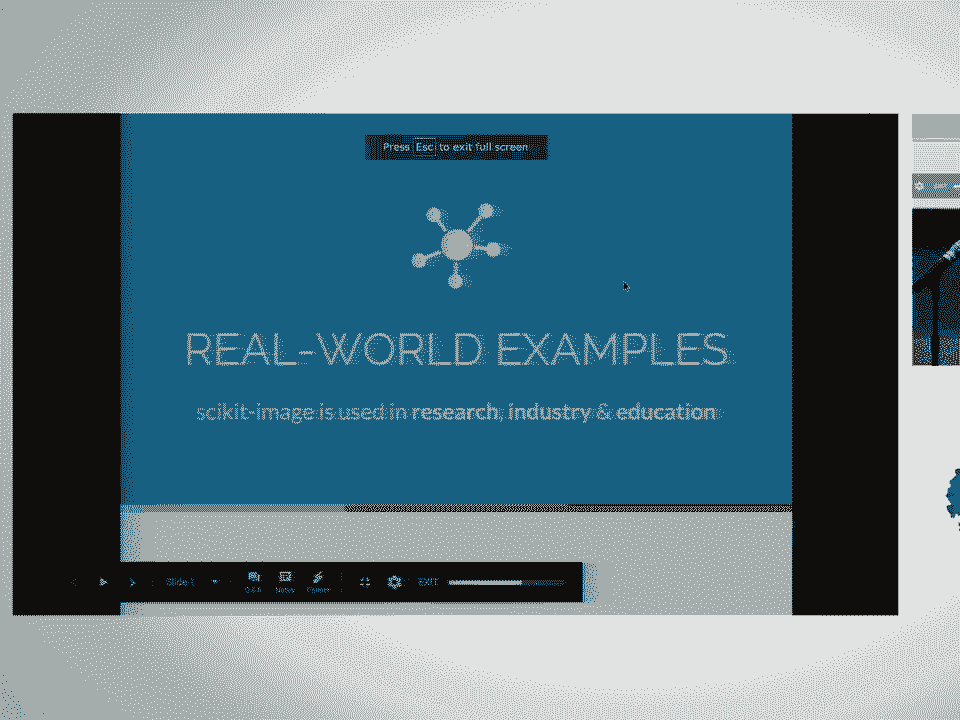 Press Esc to exit full screen
REAL-WORLD EXAMPLES
scikit-image is used in research, industry & education
Slide 1
Q&A Notes Pointer
EXIT